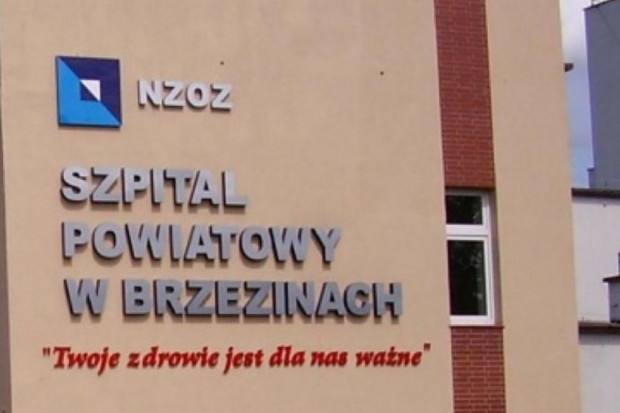 NZOZ
SZPITAL
POWIATOWY
W BRZEZINACH
"Twoje zdrowie jest dla nas ważne"